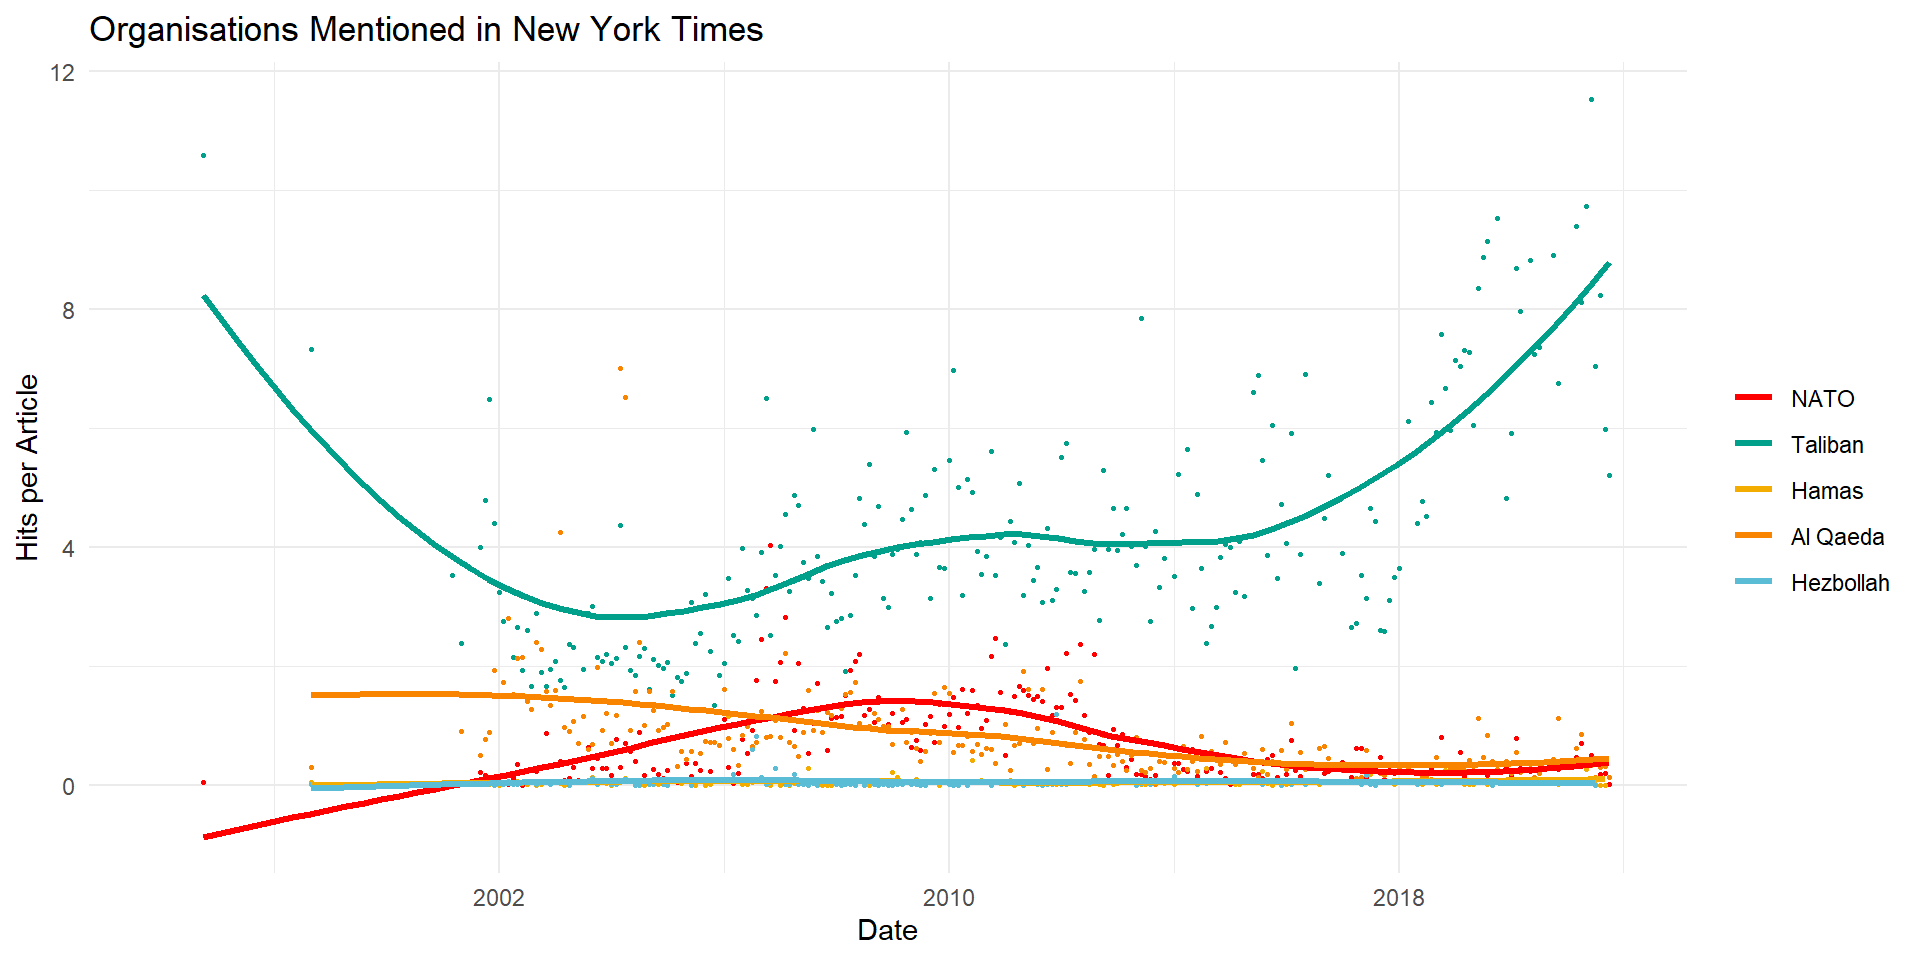 Organisations Mentioned in New York Times
12
8
4
0
Hits per Article
2002
2010
2018
Date
NATO
Taliban
Hamas
Al Qaeda
Hezbollah